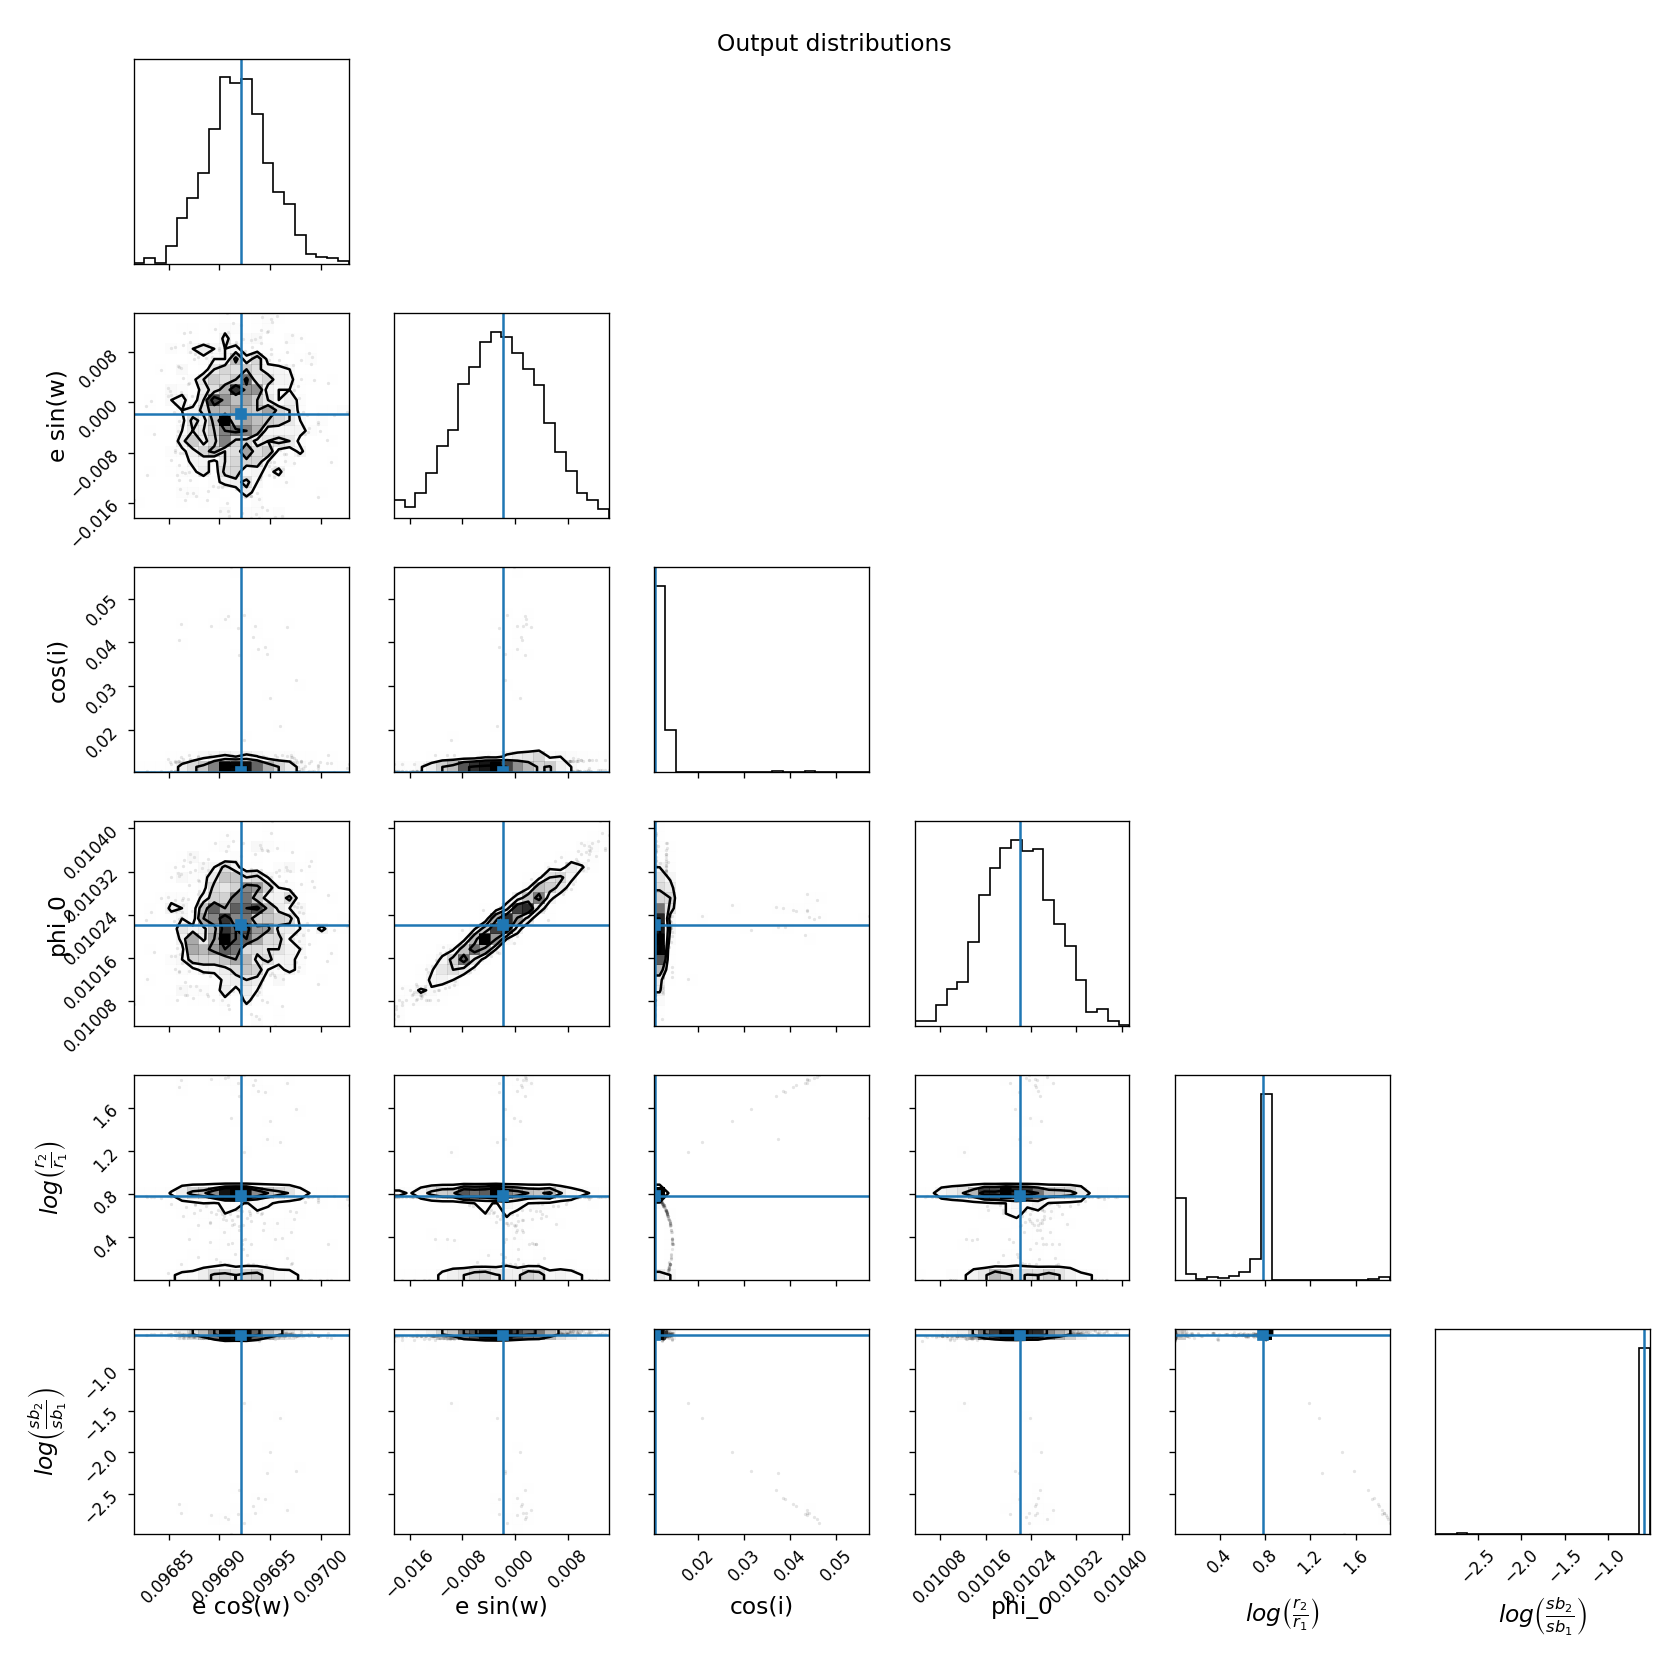 Output distributions
e sin(w)
0.008
0.000
−0.008
−0.016
cos(i)
0.05
0.04
0.03
0.02
phi_0
0.01040
0.01032
0.01024
0.01016
0.01008
log(r₂/r₁)
1.6
1.2
0.8
0.4
log(sb₂/sb₁)
−1.0
−1.5
−2.0
−2.5
0.09685 0.09690 0.09695 0.09700 −0.016 −0.008 0.000 0.008 0.02 0.03 0.04 0.05 0.01008 0.01016 0.01024 0.01032 0.01040 0.4 0.8 1.2 1.6 −2.5 −2.0 −1.5 −1.0
e cos(w) e sin(w) cos(i) phi_0 log(r₂/r₁) log(sb₂/sb₁)